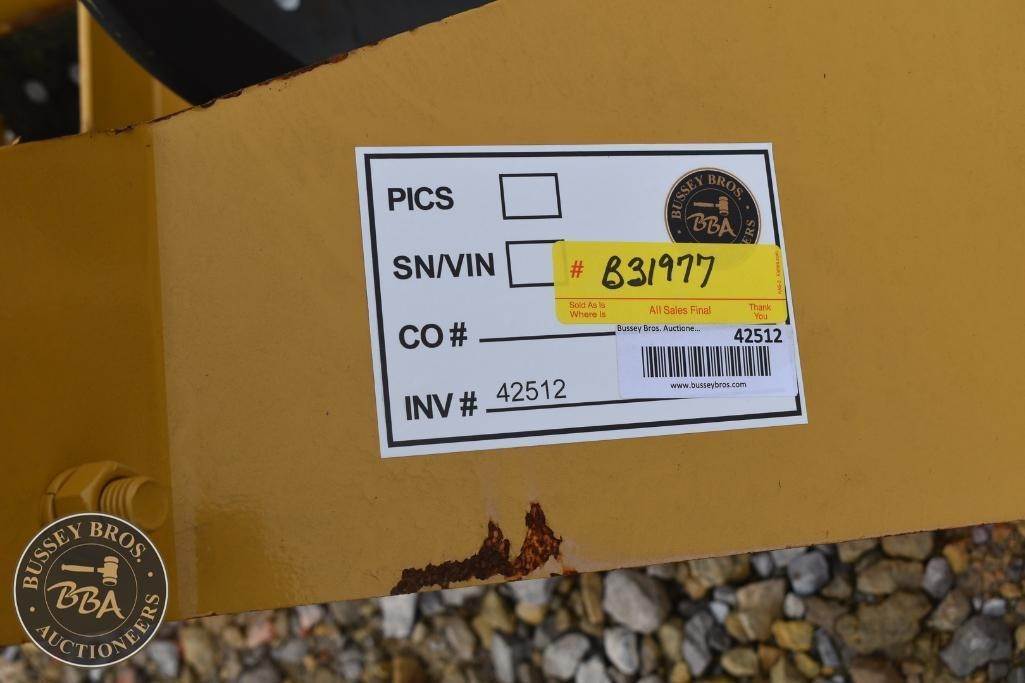 PICS
BUSSEY BROS.
BBA
SN/VIN
# B31977
Sold As Is
Where is
All Sales Final
Thank
You
CO #
Bussey Bros. Auctione...
42512
www.busseybros.com
INV # 42512
BUSSEY BROS.
BBA
AUCTIONEERS